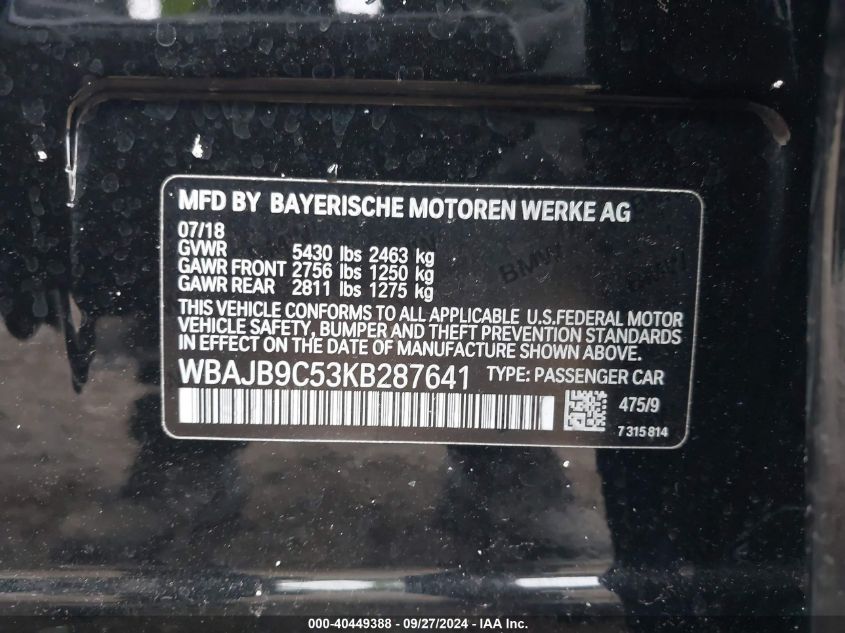 MFD BY BAYERISCHE MOTOREN WERKE AG
07/18
GVWR 5430 lbs 2463 kg
GAWR FRONT 2756 lbs 1250 kg
GAWR REAR 2811 lbs 1275 kg
THIS VEHICLE CONFORMS TO ALL APPLICABLE U.S.FEDERAL MOTOR
VEHICLE SAFETY, BUMPER AND THEFT PREVENTION STANDARDS
IN EFFECT ON THE DATE OF MANUFACTURE SHOWN ABOVE.
WBAJB9C53KB287641 TYPE: PASSENGER CAR
475/9
7 315 814
000-40449388 - 09/27/2024 - IAAI.COM